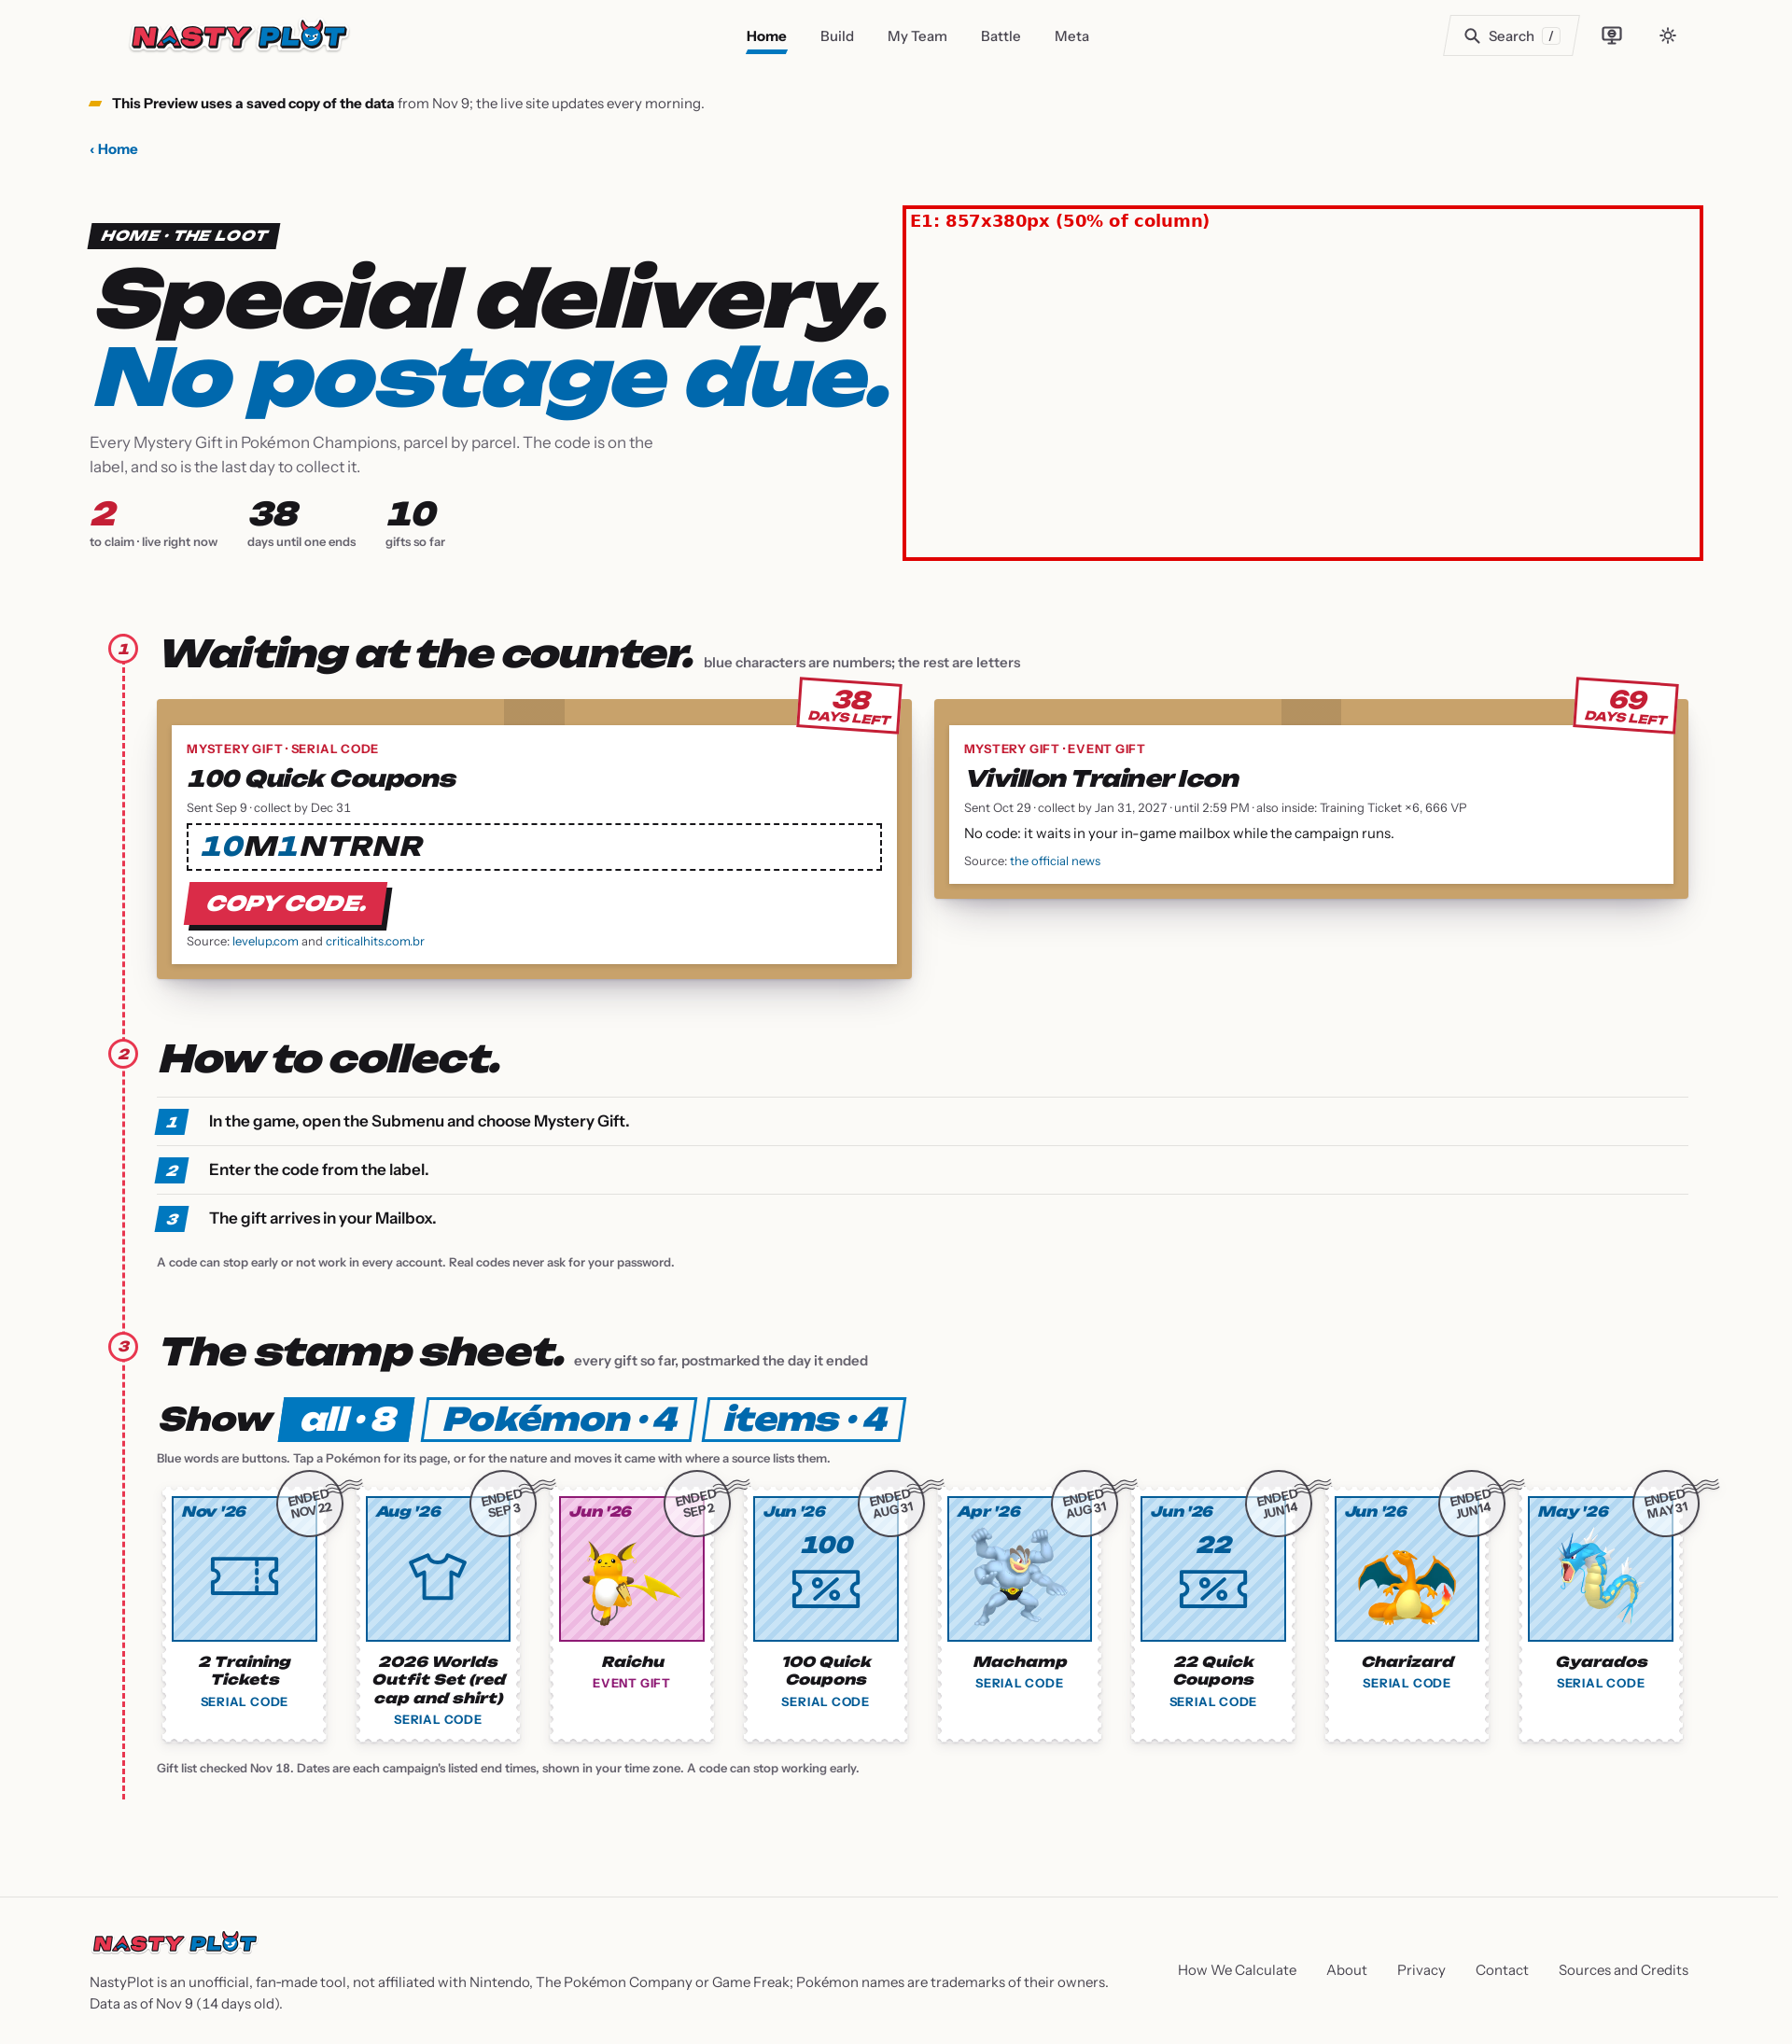 NASTY PLOT
Home
Build
My Team
Battle
Meta
Search /
This Preview uses a saved copy of the data from Nov 9; the live site updates every morning.
‹ Home
HOME · THE LOOT
E1: 857x380px (50% of column)
Special delivery.
No postage due.
Every Mystery Gift in Pokémon Champions, parcel by parcel. The code is on the
label, and so is the last day to collect it.
2
to claim · live right now
38
days until one ends
10
gifts so far
1
Waiting at the counter. blue characters are numbers; the rest are letters
38
DAYS LEFT
MYSTERY GIFT · SERIAL CODE
100 Quick Coupons
Sent Sep 9 · collect by Dec 31
10M1NTRNR
COPY CODE.
Source: levelup.com and criticalhits.com.br
69
DAYS LEFT
MYSTERY GIFT · EVENT GIFT
Vivillon Trainer Icon
Sent Oct 29 · collect by Jan 31, 2027 · until 2:59 PM · also inside: Training Ticket ×6, 666 VP
No code: it waits in your in-game mailbox while the campaign runs.
Source: the official news
2
How to collect.
1 In the game, open the Submenu and choose Mystery Gift.
2 Enter the code from the label.
3 The gift arrives in your Mailbox.
A code can stop early or not work in every account. Real codes never ask for your password.
3
The stamp sheet. every gift so far, postmarked the day it ended
Show all · 8 Pokémon · 4 items · 4
Blue words are buttons. Tap a Pokémon for its page, or for the nature and moves it came with where a source lists them.
Nov '26
ENDED
NOV 22
2 Training
Tickets
SERIAL CODE
Aug '26
ENDED
SEP 3
2026 Worlds
Outfit Set (red
cap and shirt)
SERIAL CODE
Jun '26
ENDED
SEP 2
Raichu
EVENT GIFT
Jun '26
ENDED
AUG 31
100
100 Quick
Coupons
SERIAL CODE
Apr '26
ENDED
AUG 31
Machamp
SERIAL CODE
Jun '26
ENDED
JUN 14
22
22 Quick
Coupons
SERIAL CODE
Jun '26
ENDED
JUN 14
Charizard
SERIAL CODE
May '26
ENDED
MAY 31
Gyarados
SERIAL CODE
Gift list checked Nov 18. Dates are each campaign's listed end times, shown in your time zone. A code can stop working early.
NASTY PLOT
NastyPlot is an unofficial, fan-made tool, not affiliated with Nintendo, The Pokémon Company or Game Freak; Pokémon names are trademarks of their owners.
Data as of Nov 9 (14 days old).
How We Calculate
About
Privacy
Contact
Sources and Credits